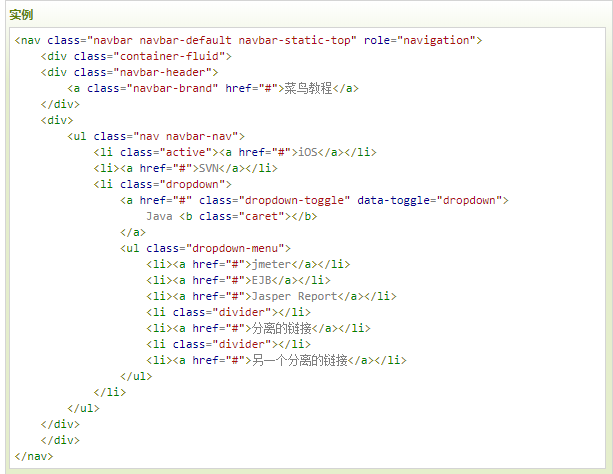 实例
<nav class="navbar navbar-default navbar-static-top" role="navigation">
    <div class="container-fluid">
    <div class="navbar-header">
        <a class="navbar-brand" href="#">菜鸟教程</a>
    </div>
    <div>
        <ul class="nav navbar-nav">
            <li class="active"><a href="#">iOS</a></li>
            <li><a href="#">SVN</a></li>
            <li class="dropdown">
                <a href="#" class="dropdown-toggle" data-toggle="dropdown">
                    Java <b class="caret"></b>
                </a>
                <ul class="dropdown-menu">
                    <li><a href="#">jmeter</a></li>
                    <li><a href="#">EJB</a></li>
                    <li><a href="#">Jasper Report</a></li>
                    <li class="divider"></li>
                    <li><a href="#">分离的链接</a></li>
                    <li class="divider"></li>
                    <li><a href="#">另一个分离的链接</a></li>
                </ul>
            </li>
        </ul>
    </div>
    </div>
</nav>